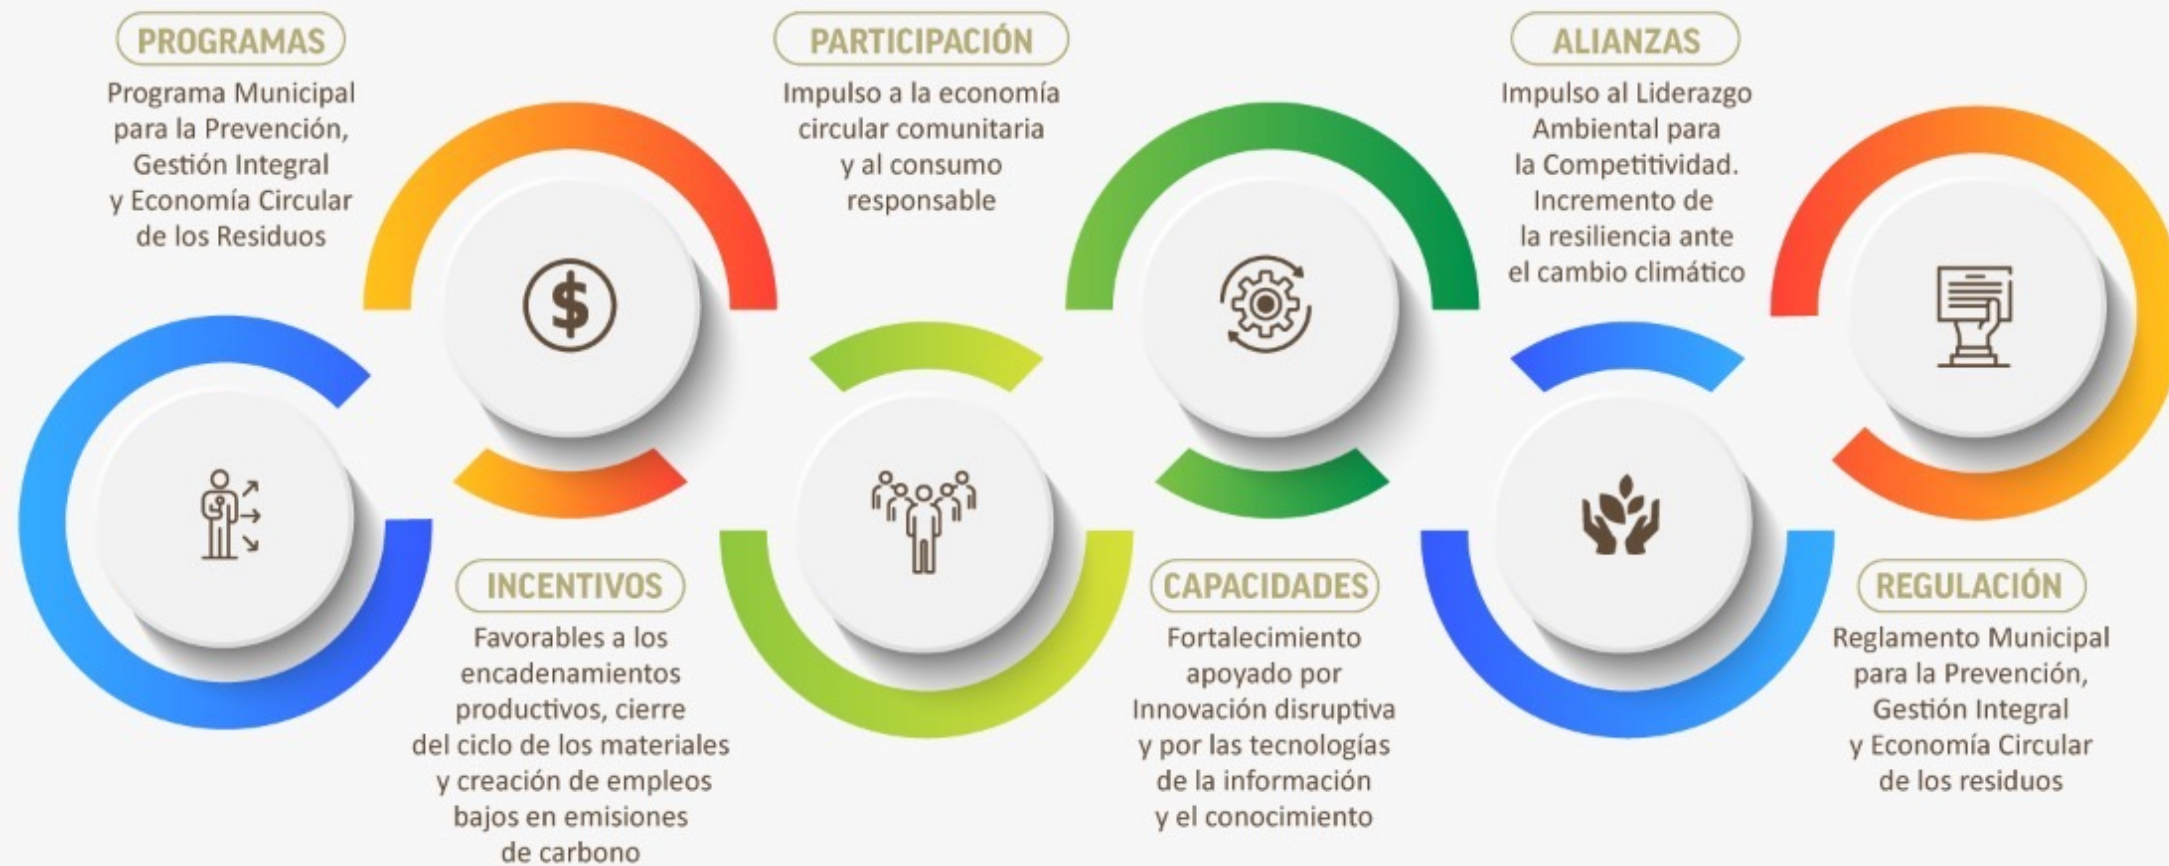 PROGRAMAS
Programa Municipal
para la Prevención,
Gestión Integral
y Economía Circular
de los Residuos
INCENTIVOS
Favorables a los
encadenamientos
productivos, cierre
del ciclo de los materiales
y creación de empleos
bajos en emisiones
de carbono
PARTICIPACIÓN
Impulso a la economía
circular comunitaria
y al consumo
responsable
CAPACIDADES
Fortalecimiento
apoyado por
Innovación disruptiva
y por las tecnologías
de la información
y el conocimiento
ALIANZAS
Impulso al Liderazgo
Ambiental para
la Competitividad.
Incremento de
la resiliencia ante
el cambio climático
REGULACIÓN
Reglamento Municipal
para la Prevención,
Gestión Integral
y Economía Circular
de los residuos
$